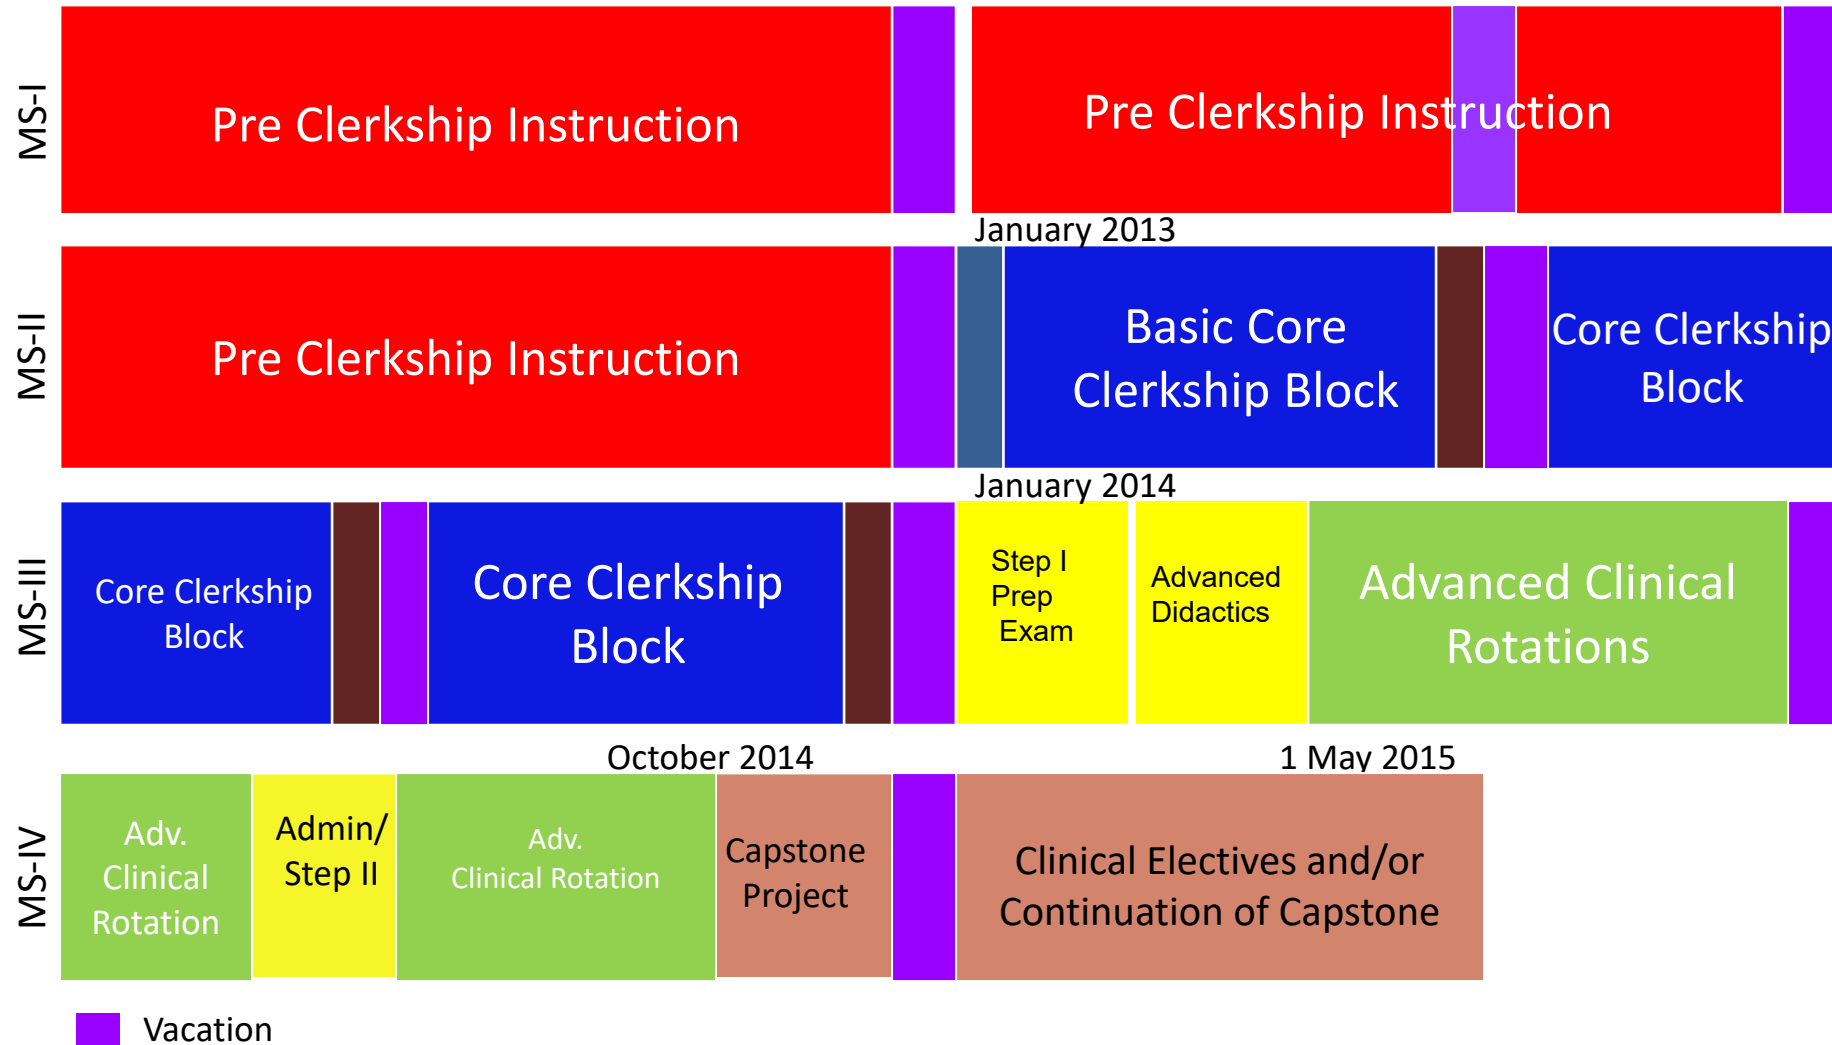 MS-I
Pre Clerkship Instruction
Pre Clerkship Instruction
January 2013
MS-II
Pre Clerkship Instruction
Basic Core
Clerkship Block
Core Clerkship
Block
January 2014
MS-III
Core Clerkship
Block
Core Clerkship
Block
Step I
Prep
Exam
Advanced
Didactics
Advanced Clinical
Rotations
October 2014
1 May 2015
MS-IV
Adv.
Clinical
Rotation
Admin/
Step II
Adv.
Clinical Rotation
Capstone
Project
Clinical Electives and/or
Continuation of Capstone
Vacation